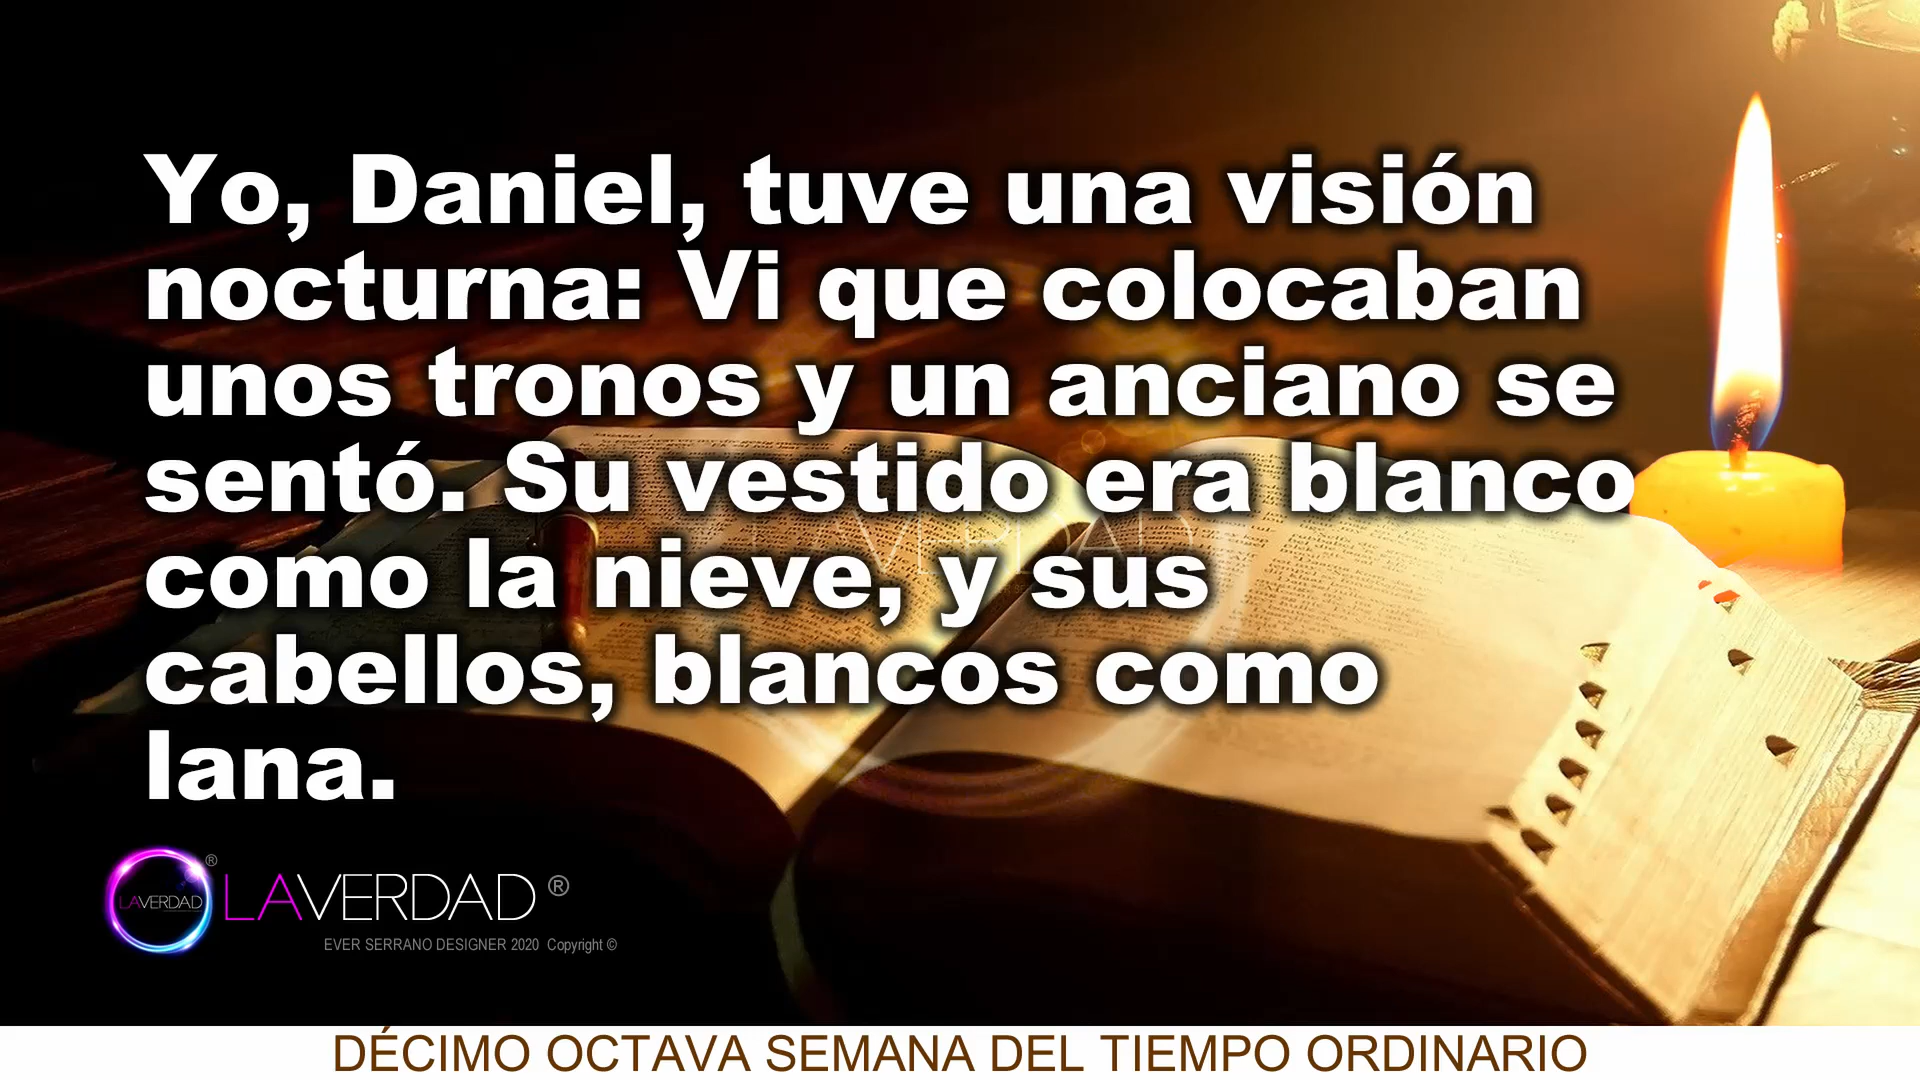 Yo, Daniel, tuve una visión
nocturna: Vi que colocaban
unos tronos y un anciano se
sentó. Su vestido era blanco
como la nieve, y sus
cabellos, blancos como
lana.
LAVERDAD ®
LAVERDAD ®
EVER SERRANO DESIGNER 2020 Copyright ©
DÉCIMO OCTAVA SEMANA DEL TIEMPO ORDINARIO